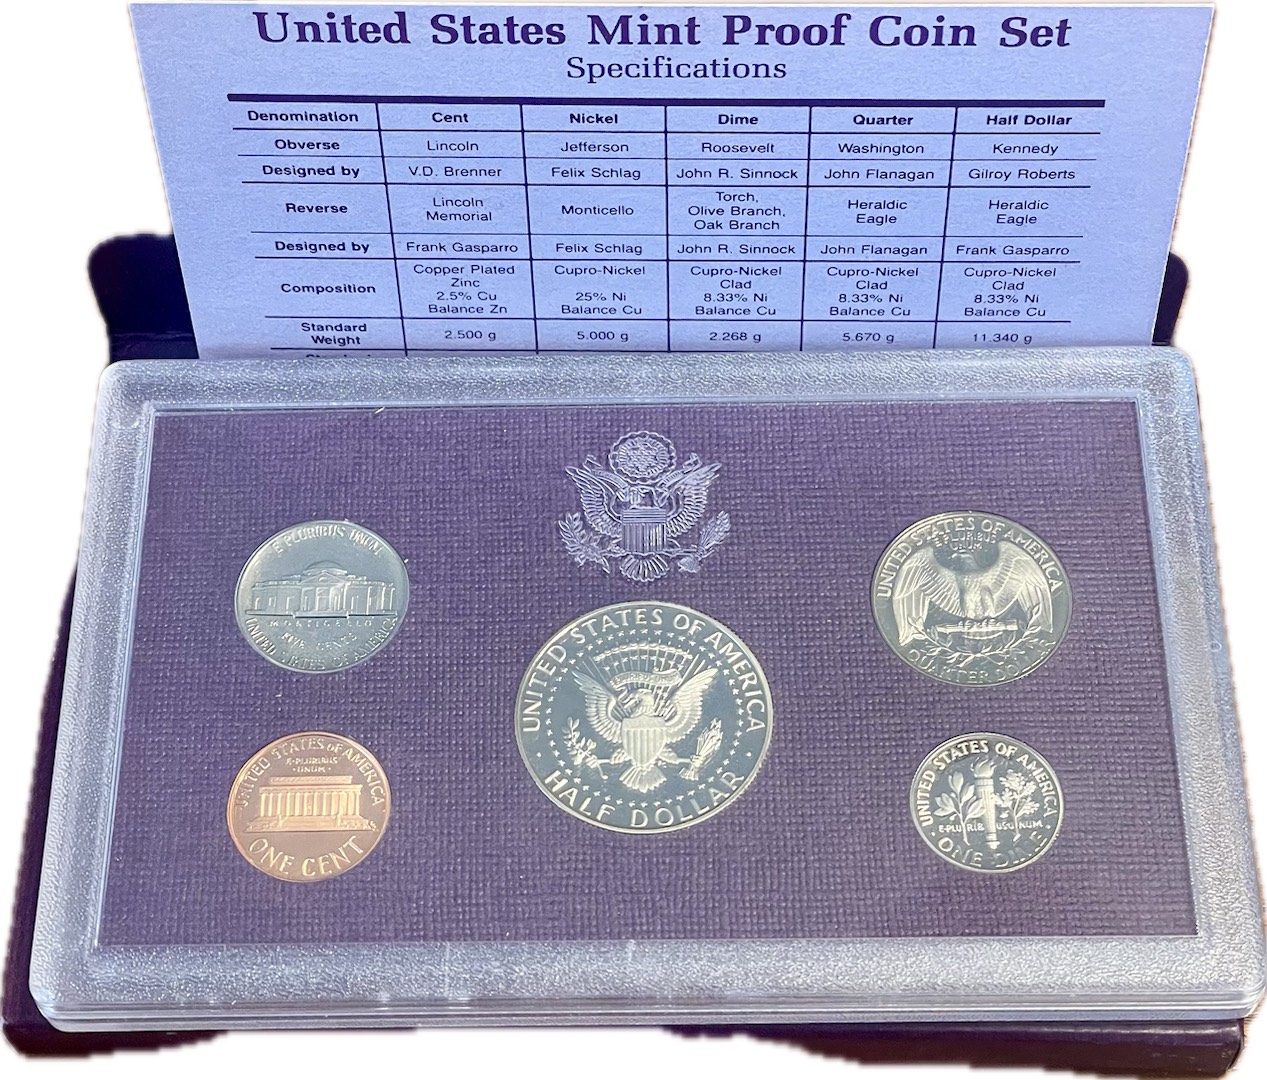 United States Mint Proof Coin Set
Specifications
Denomination Cent Nickel Dime Quarter Half Dollar
Obverse Lincoln Jefferson Roosevelt Washington Kennedy
Designed by V.D. Brenner Felix Schlag John R. Sinnock John Flanagan Gilroy Roberts
Reverse Lincoln Memorial Monticello Torch, Olive Branch, Oak Branch Heraldic Eagle Heraldic Eagle
Designed by Frank Gasparro Felix Schlag John R. Sinnock John Flanagan Frank Gasparro
Composition Copper Plated Zinc 2.5% Cu Balance Zn Cupro-Nickel 25% Ni Balance Cu Cupro-Nickel Clad 8.33% Ni Balance Cu Cupro-Nickel Clad 8.33% Ni Balance Cu Cupro-Nickel Clad 8.33% Ni Balance Cu
Standard Weight 2.500 g 5.000 g 2.268 g 5.670 g 11.340 g
E PLURIBUS UNUM
MONTICELLO
FIVE CENTS
UNITED STATES OF AMERICA
UNITED STATES OF AMERICA
E PLURIBUS
UNUM
QUARTER DOLLAR
UNITED STATES OF AMERICA
HALF DOLLAR
UNITED STATES OF AMERICA
E·PLURIBUS
·UNUM·
ONE CENT
UNITED STATES OF AMERICA
·E·PLURIBUS UNUM·
·ONE DIME·